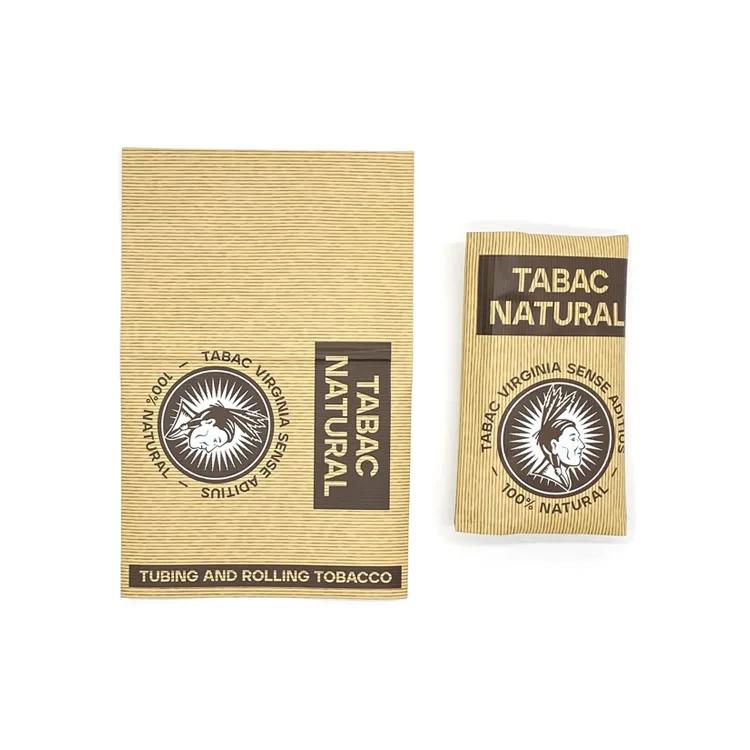 TABAC
NATURAL
TABAC VIRGINIA SENSE ADITIUS
— 100% NATURAL —
TUBING AND ROLLING TOBACCO
TABAC
NATURAL
TABAC VIRGINIA SENSE ADITIUS
— 100% NATURAL —